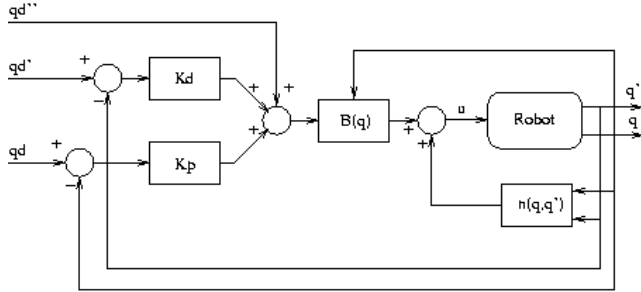 qd''
+
qd'
+
Kd
+
+
q'
−
+
B(q)
+
u
Robot
q
qd
+
Kp
+
−
n(q,q')